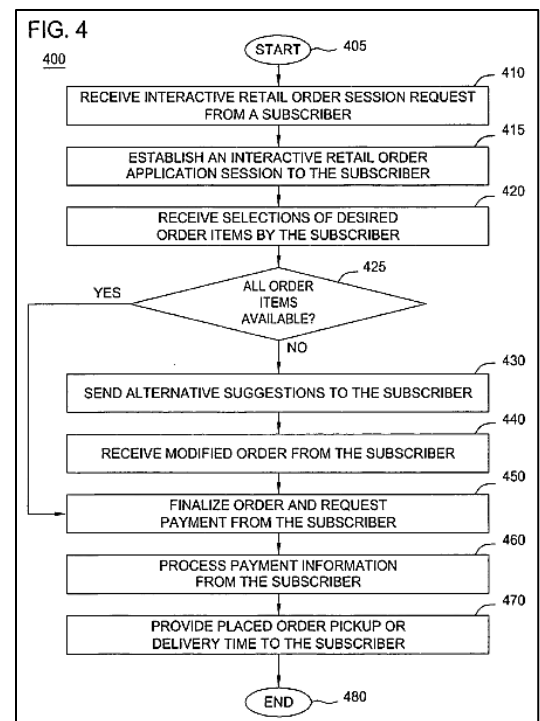 FIG. 4
400
START
405
410
RECEIVE INTERACTIVE RETAIL ORDER SESSION REQUEST
FROM A SUBSCRIBER
415
ESTABLISH AN INTERACTIVE RETAIL ORDER
APPLICATION SESSION TO THE SUBSCRIBER
420
RECEIVE SELECTIONS OF DESIRED
ORDER ITEMS BY THE SUBSCRIBER
425
YES
ALL ORDER
ITEMS
AVAILABLE?
NO
430
SEND ALTERNATIVE SUGGESTIONS TO THE SUBSCRIBER
440
RECEIVE MODIFIED ORDER FROM THE SUBSCRIBER
450
FINALIZE ORDER AND REQUEST
PAYMENT FROM THE SUBSCRIBER
460
PROCESS PAYMENT INFORMATION
FROM THE SUBSCRIBER
470
PROVIDE PLACED ORDER PICKUP OR
DELIVERY TIME TO THE SUBSCRIBER
END
480